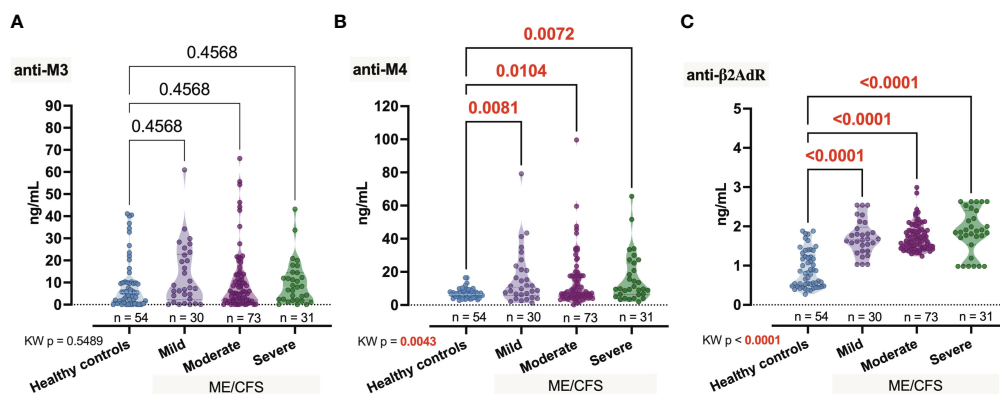 A
anti-M3
0.4568
0.4568
0.4568
90
80
70
60
50
40
30
20
10
0
ng/mL
n = 54
n = 30
n = 73
n = 31
KW p = 0.5489
Healthy controls
Mild
Moderate
Severe
ME/CFS
B
anti-M4
0.0072
0.0104
0.0081
120
100
80
60
40
20
0
ng/mL
n = 54
n = 30
n = 73
n = 31
KW p = 0.0043
Healthy controls
Mild
Moderate
Severe
ME/CFS
C
anti-β2AdR
<0.0001
<0.0001
<0.0001
5
4
3
2
1
0
ng/mL
n = 54
n = 30
n = 73
n = 31
KW p < 0.0001
Healthy controls
Mild
Moderate
Severe
ME/CFS